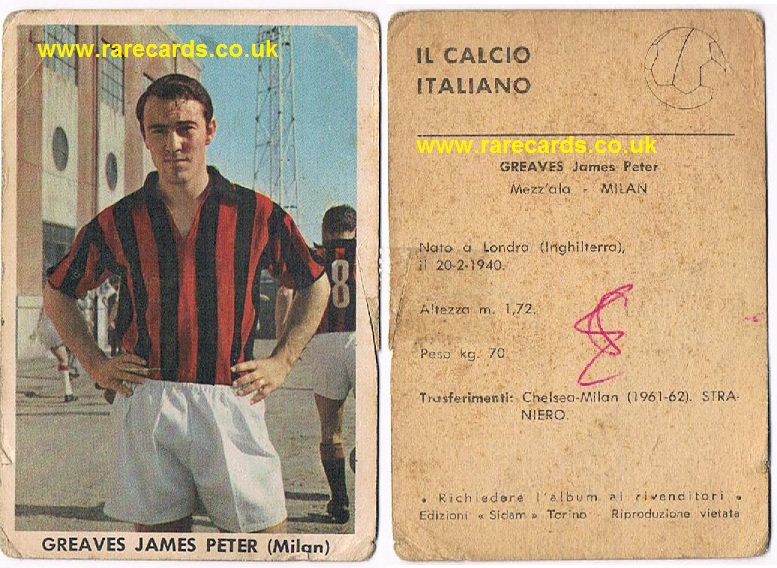 www.rarecards.co.uk
8
GREAVES JAMES PETER (Milan)
IL CALCIO
ITALIANO
www.rarecards.co.uk
GREAVES James Peter
Mezz'ala - MILAN
Nato a Londra (Inghilterra),
il 20-2-1940.
Altezza m. 1,72.
Peso kg. 70.
Trasferimenti: Chelsea-Milan (1961-62). STRA-
NIERO.
• Richiedere l'album ai rivenditori •
Edizioni « Sidam » Torino - Riproduzione vietata